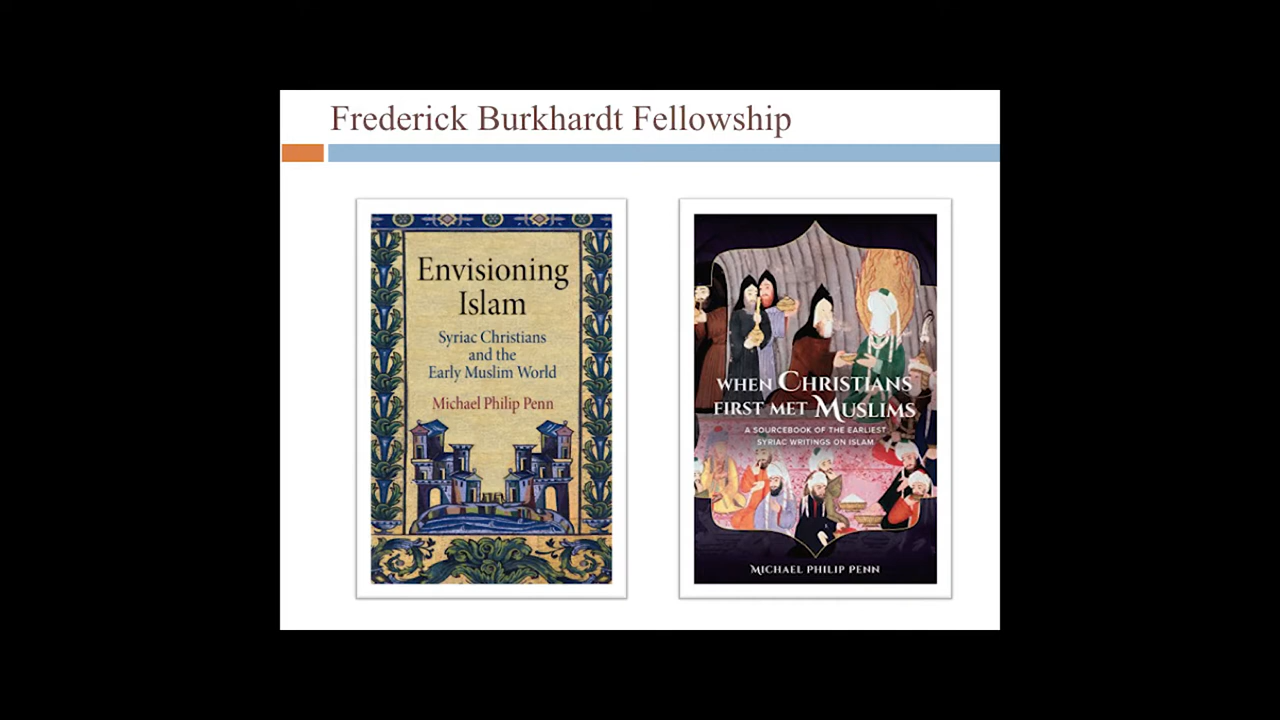 Frederick Burkhardt Fellowship
Envisioning
Islam
Syriac Christians
and the
Early Muslim World
Michael Philip Penn
WHEN CHRISTIANS
FIRST MET MUSLIMS
A SOURCEBOOK OF THE EARLIEST
SYRIAC WRITINGS ON ISLAM
MICHAEL PHILIP PENN